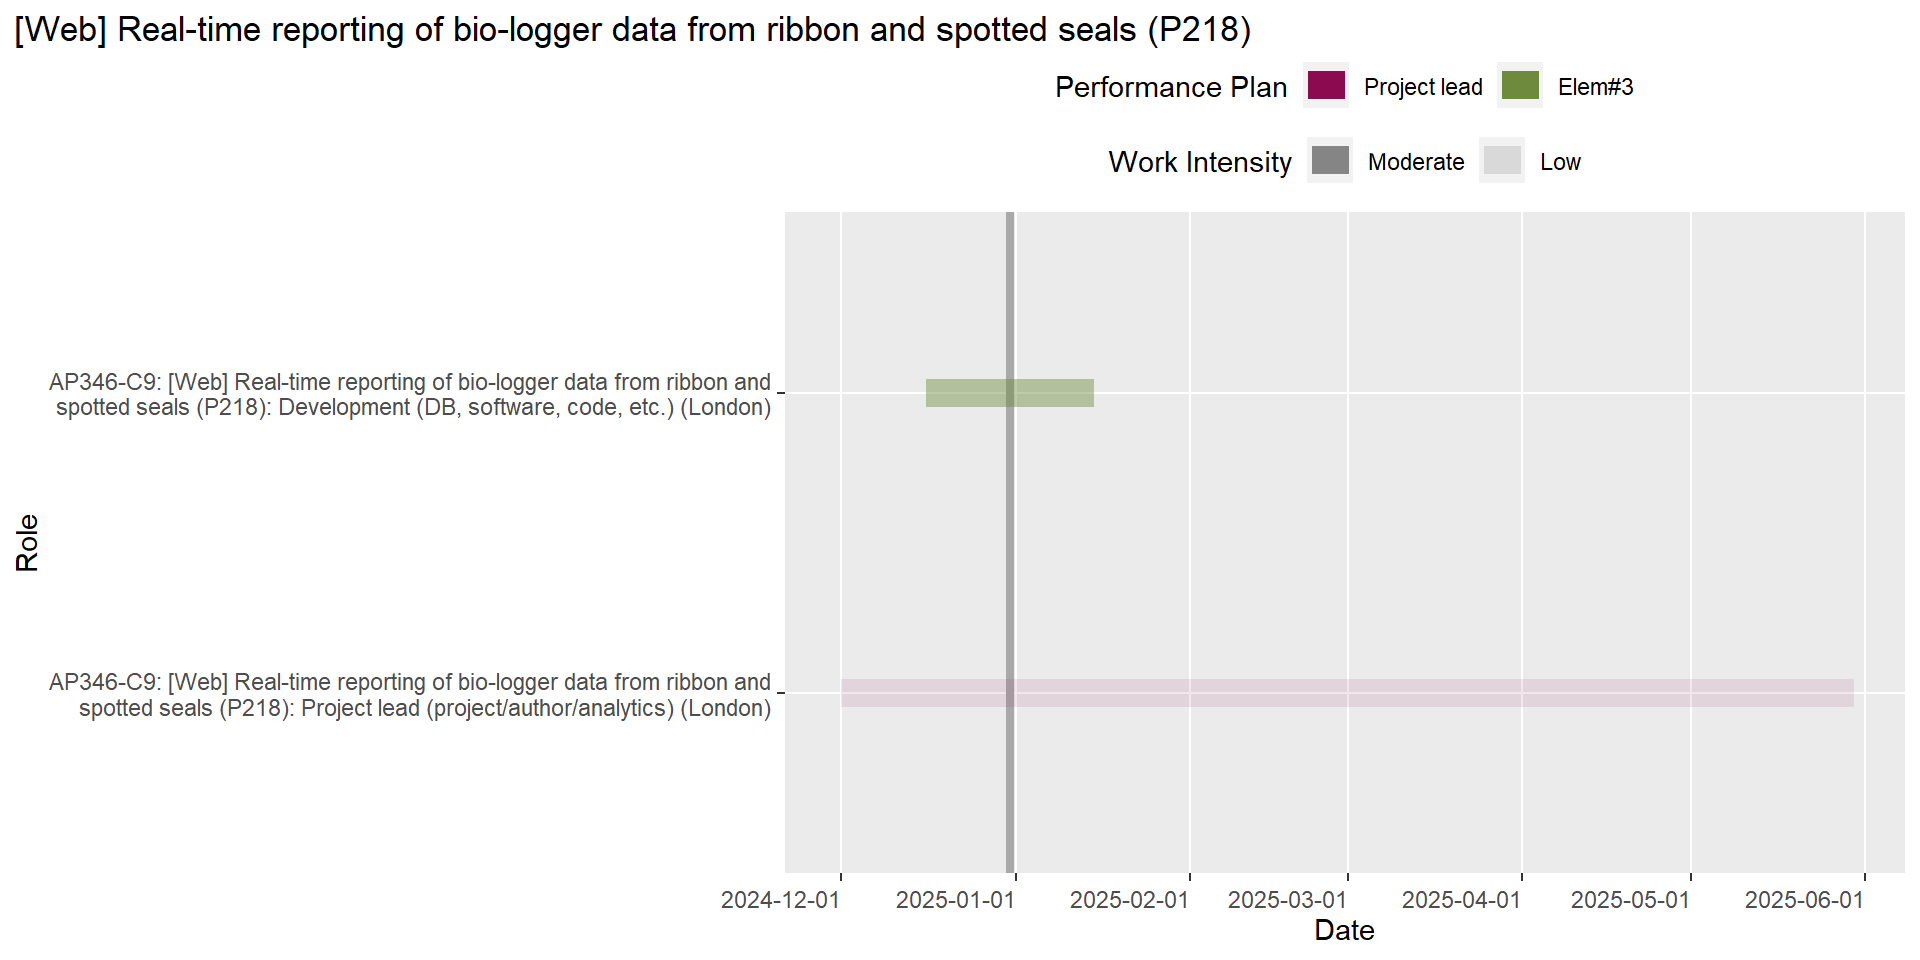 [Web] Real-time reporting of bio-logger data from ribbon and spotted seals (P218)
Performance Plan Project lead Elem#3
Work Intensity Moderate Low
AP346-C9: [Web] Real-time reporting of bio-logger data from ribbon and
spotted seals (P218): Development (DB, software, code, etc.) (London)
Role
AP346-C9: [Web] Real-time reporting of bio-logger data from ribbon and
spotted seals (P218): Project lead (project/author/analytics) (London)
2024-12-01 2025-01-01 2025-02-01 2025-03-01 2025-04-01 2025-05-01 2025-06-01
Date